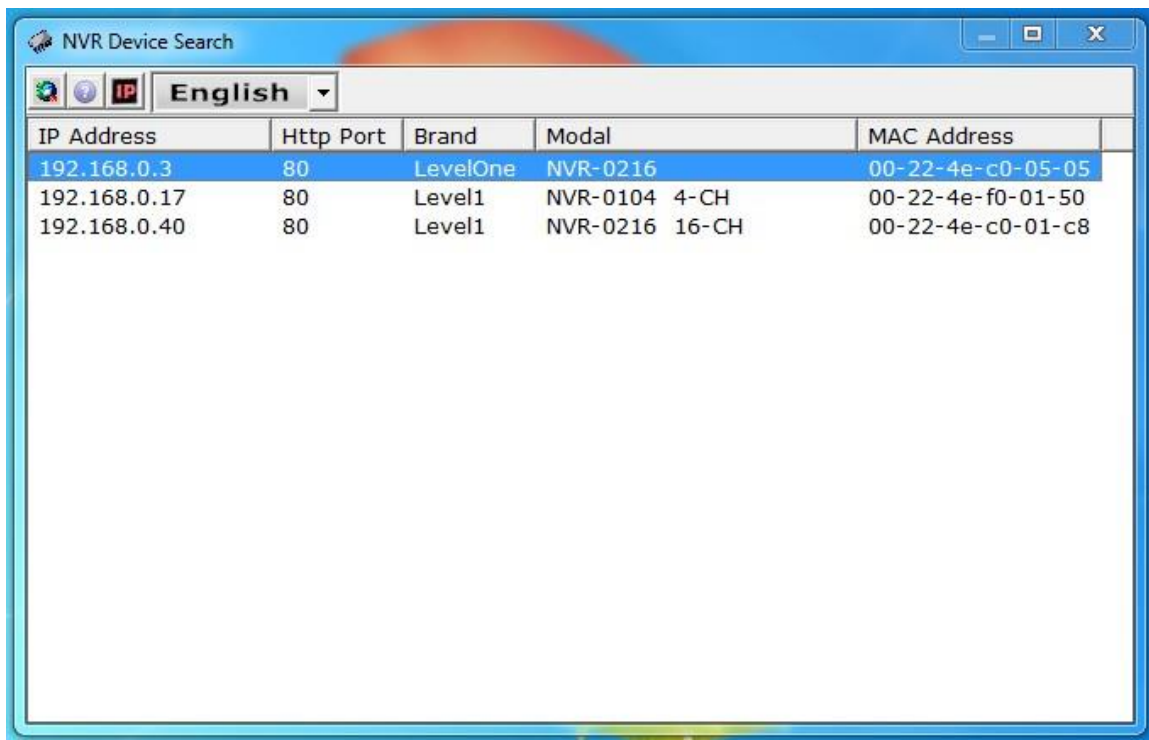 NVR Device Search
IP English
IP Address Http Port Brand Modal MAC Address
192.168.0.3 80 LevelOne NVR-0216 00-22-4e-c0-05-05
192.168.0.17 80 Level1 NVR-0104 4-CH 00-22-4e-f0-01-50
192.168.0.40 80 Level1 NVR-0216 16-CH 00-22-4e-c0-01-c8